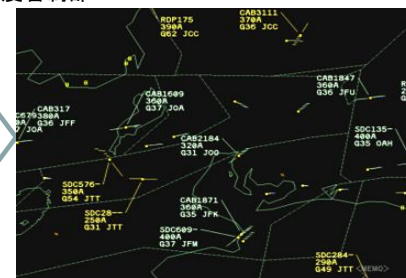 RDP175
390A
G62 JCC
CAB3111
370A
G36 JCC
CAB1609
360A
G37 JOA
CAB1847
360A
G36 JFU
CAB317
380A
G36 JFF
JOA
SDC135-
400A
G35 OAH
CAB2184
320A
G31 JOO
SDC576-
350A
G54 JTT
SDC28-
250A
G31 JTT
CAB1871
360A
G35 JFK
SDC609-
400A
G37 JFM
SDC284-
290A
G49 JTT
<MEMO>